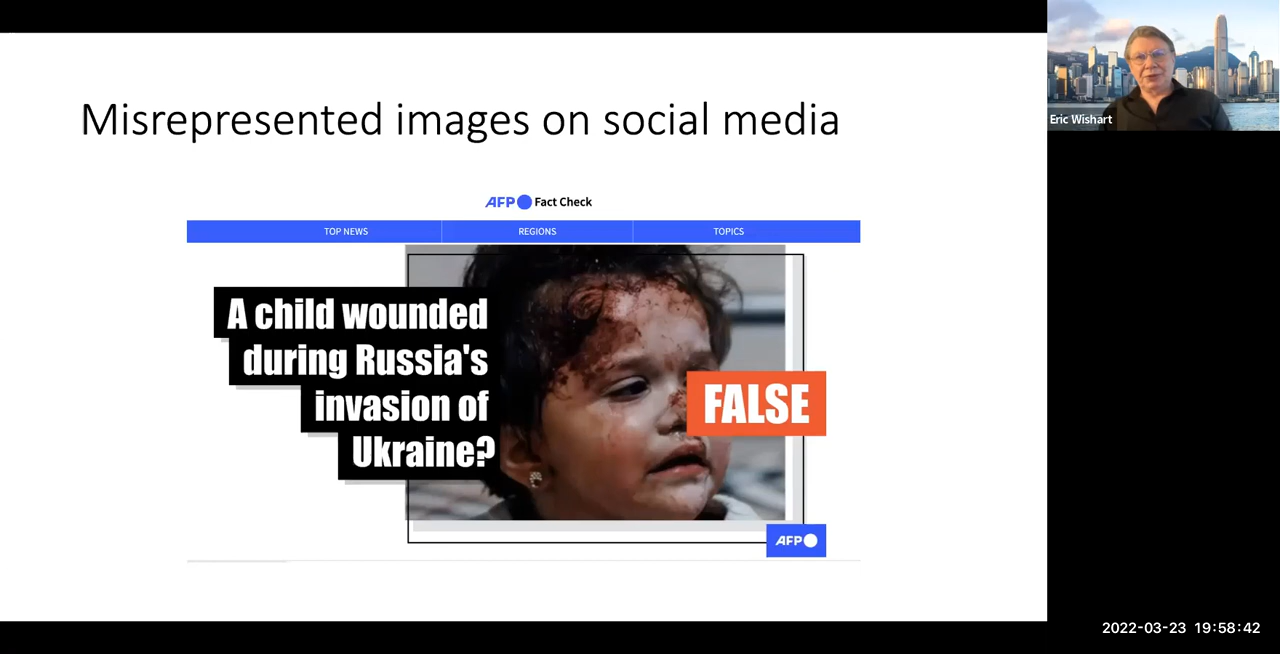 Misrepresented images on social media
Eric Wishart
AFP Fact Check
TOP NEWS REGIONS TOPICS
A child wounded
during Russia's
invasion of
Ukraine?
FALSE
AFP
2022-03-23 19:58:42